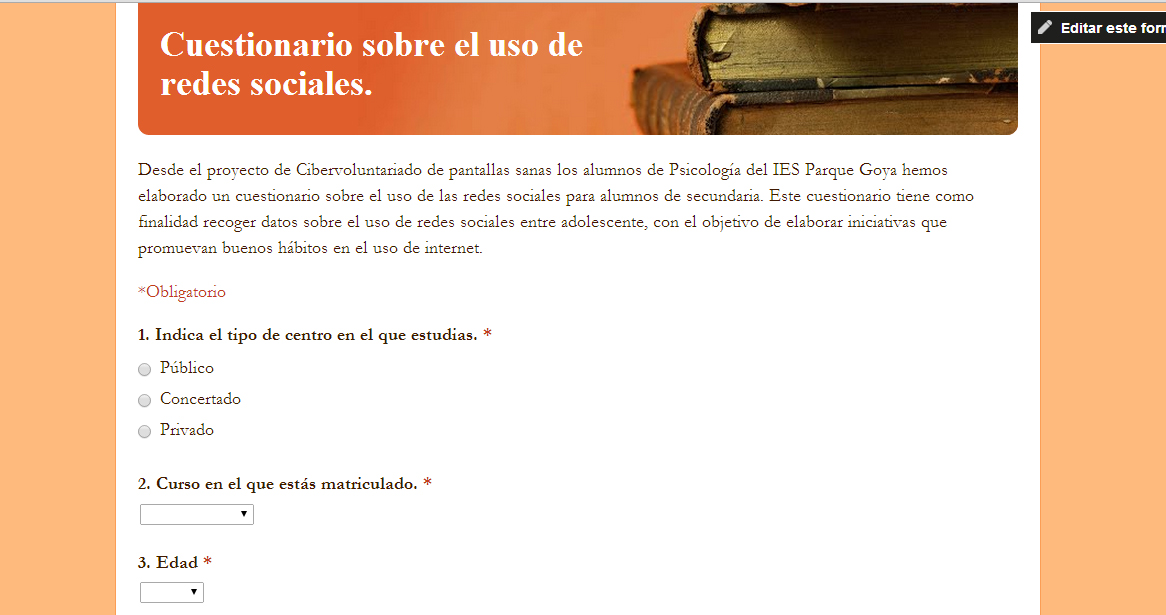 Cuestionario sobre el uso de
redes sociales.
Editar este for
Desde el proyecto de Cibervoluntariado de pantallas sanas los alumnos de Psicología del IES Parque Goya hemos
elaborado un cuestionario sobre el uso de las redes sociales para alumnos de secundaria. Este cuestionario tiene como
finalidad recoger datos sobre el uso de redes sociales entre adolescente, con el objetivo de elaborar iniciativas que
promuevan buenos hábitos en el uso de internet.
*Obligatorio
1. Indica el tipo de centro en el que estudias. *
Público
Concertado
Privado
2. Curso en el que estás matriculado. *
3. Edad *